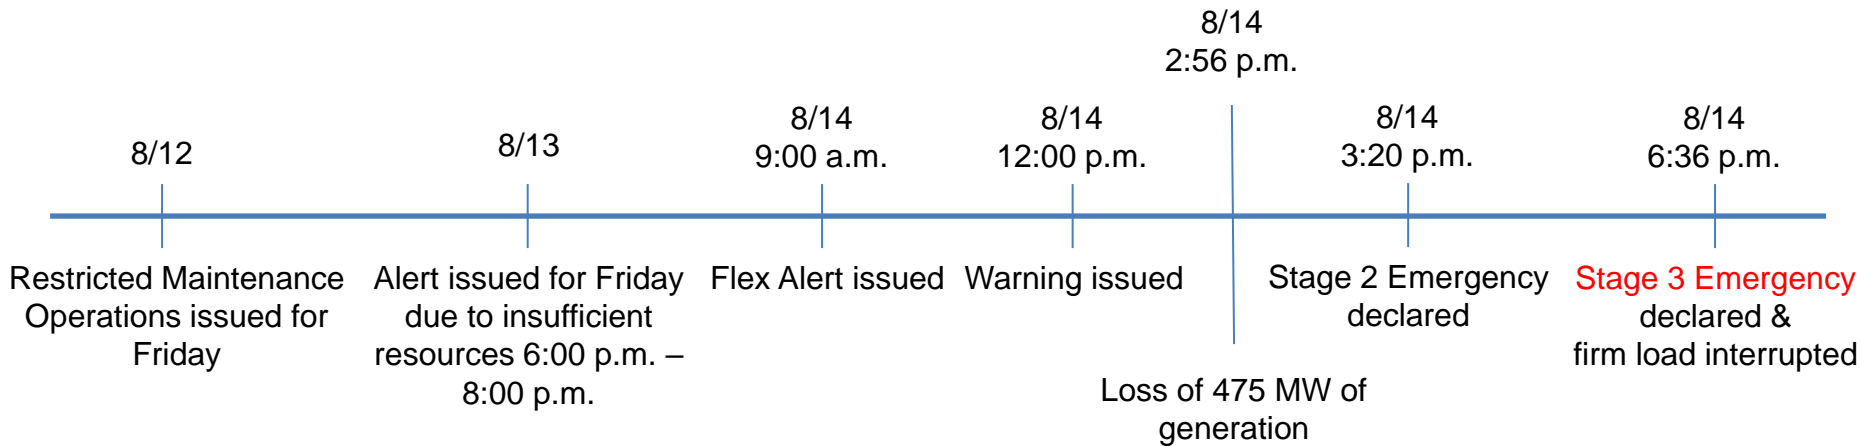 8/12
Restricted Maintenance
Operations issued for
Friday
8/13
Alert issued for Friday
due to insufficient
resources 6:00 p.m. –
8:00 p.m.
8/14
9:00 a.m.
Flex Alert issued
8/14
12:00 p.m.
Warning issued
8/14
2:56 p.m.
Loss of 475 MW of
generation
8/14
3:20 p.m.
Stage 2 Emergency
declared
8/14
6:36 p.m.
Stage 3 Emergency
declared &
firm load interrupted